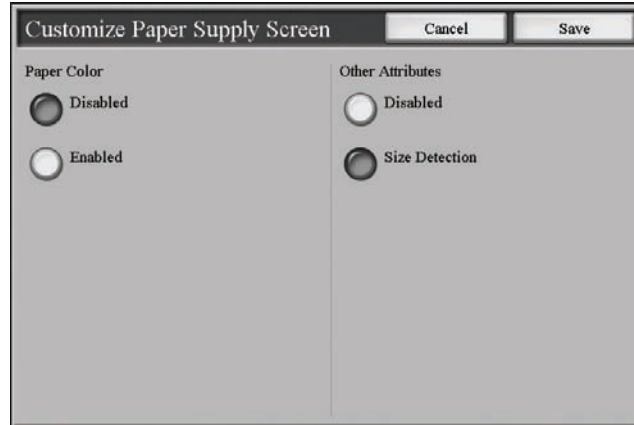 Customize Paper Supply Screen
Cancel
Save
Paper Color
Disabled
Enabled
Other Attributes
Disabled
Size Detection